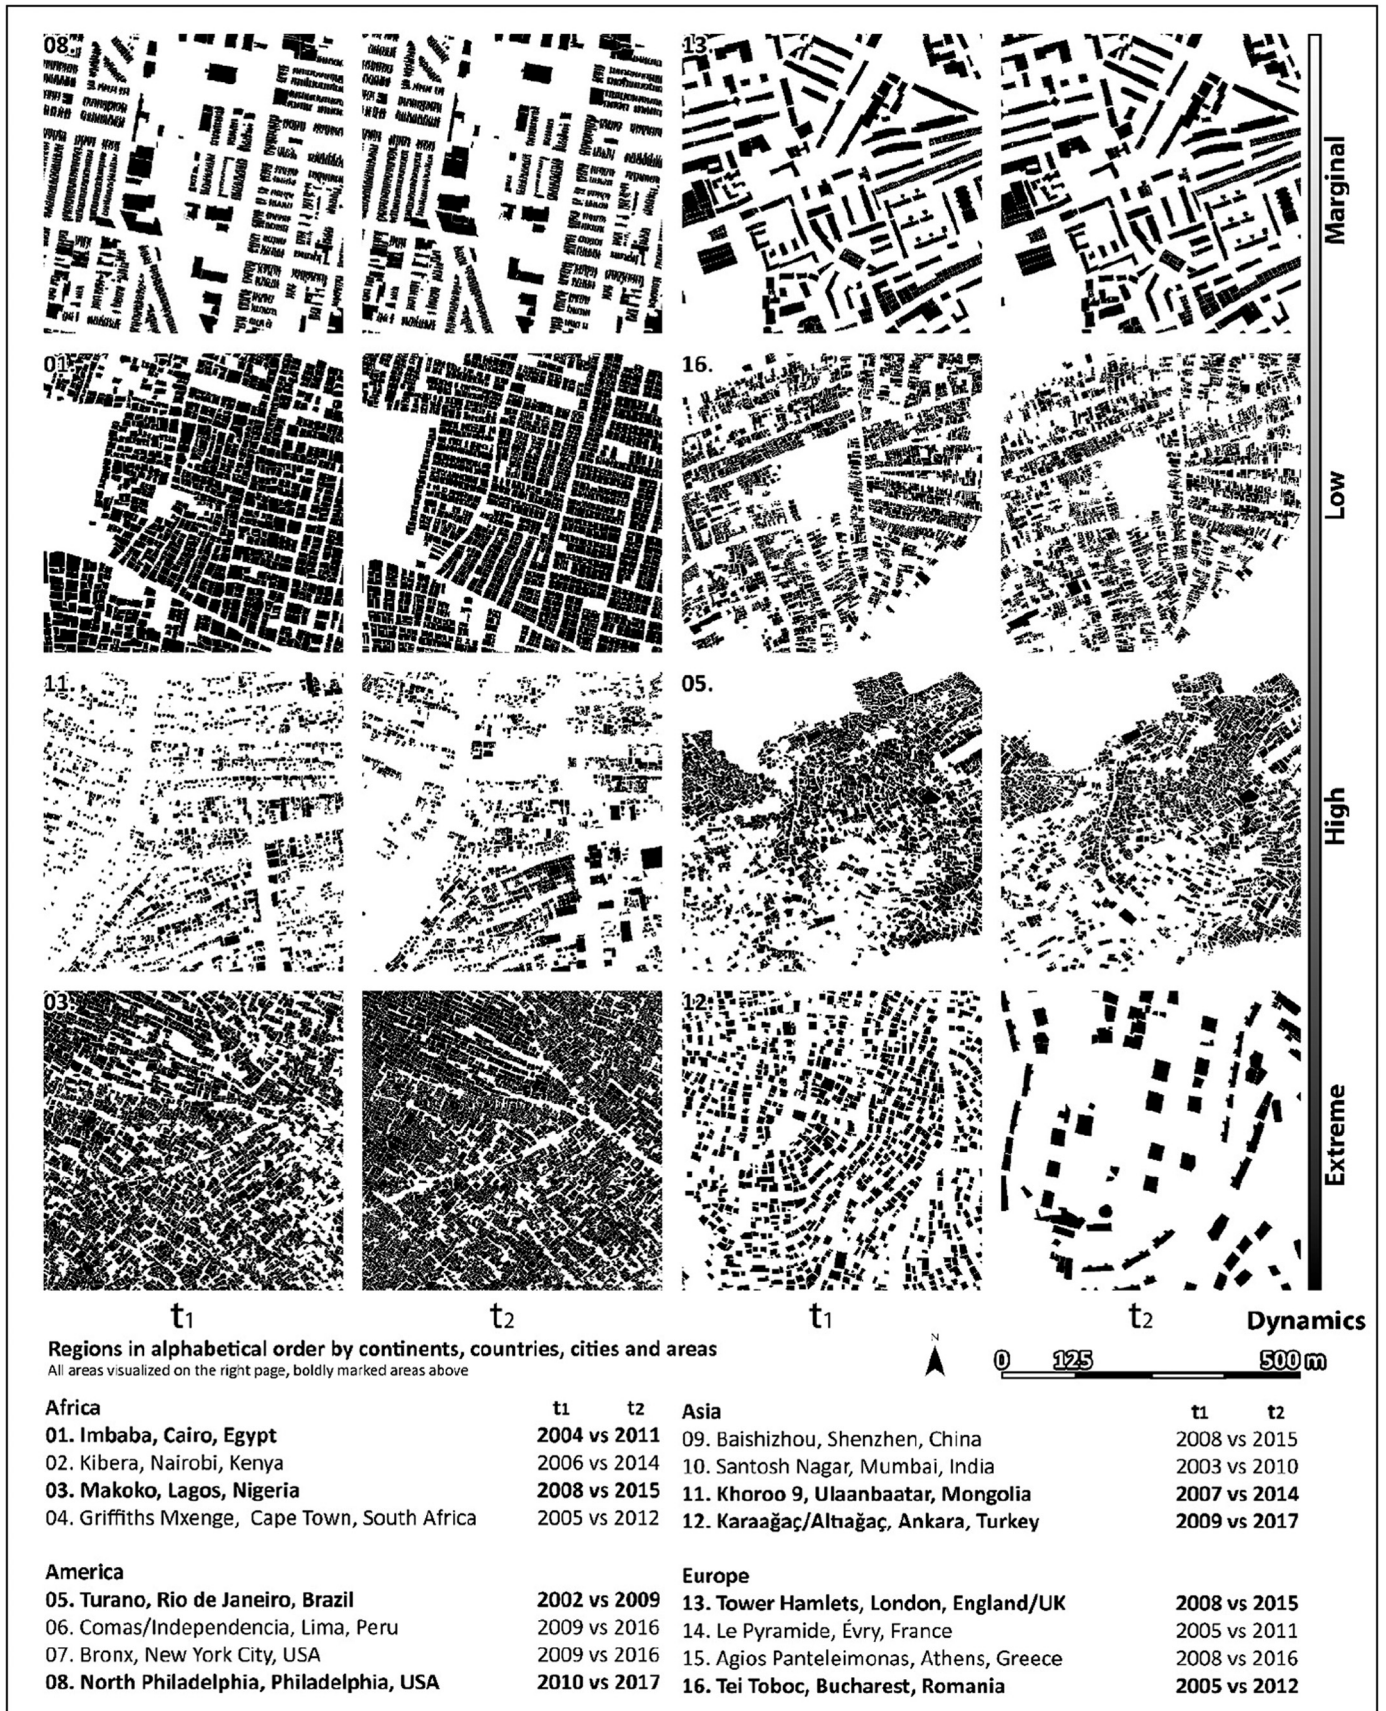 08.
13.
Marginal
01.
16.
Low
11
05.
High
03.
12.
Extreme
t1
t2
t1
t2
Dynamics
Regions in alphabetical order by continents, countries, cities and areas
All areas visualized on the right page, boldly marked areas above
N
0 125 500 m
Africa t1 t2
01. Imbaba, Cairo, Egypt 2004 vs 2011
02. Kibera, Nairobi, Kenya 2006 vs 2014
03. Makoko, Lagos, Nigeria 2008 vs 2015
04. Griffiths Mxenge, Cape Town, South Africa 2005 vs 2012
America
05. Turano, Rio de Janeiro, Brazil 2002 vs 2009
06. Comas/Independencia, Lima, Peru 2009 vs 2016
07. Bronx, New York City, USA 2009 vs 2016
08. North Philadelphia, Philadelphia, USA 2010 vs 2017
Asia t1 t2
09. Baishizhou, Shenzhen, China 2008 vs 2015
10. Santosh Nagar, Mumbai, India 2003 vs 2010
11. Khoroo 9, Ulaanbaatar, Mongolia 2007 vs 2014
12. Karaağaç/Altıağaç, Ankara, Turkey 2009 vs 2017
Europe
13. Tower Hamlets, London, England/UK 2008 vs 2015
14. Le Pyramide, Évry, France 2005 vs 2011
15. Agios Panteleimonas, Athens, Greece 2008 vs 2016
16. Tei Toboc, Bucharest, Romania 2005 vs 2012